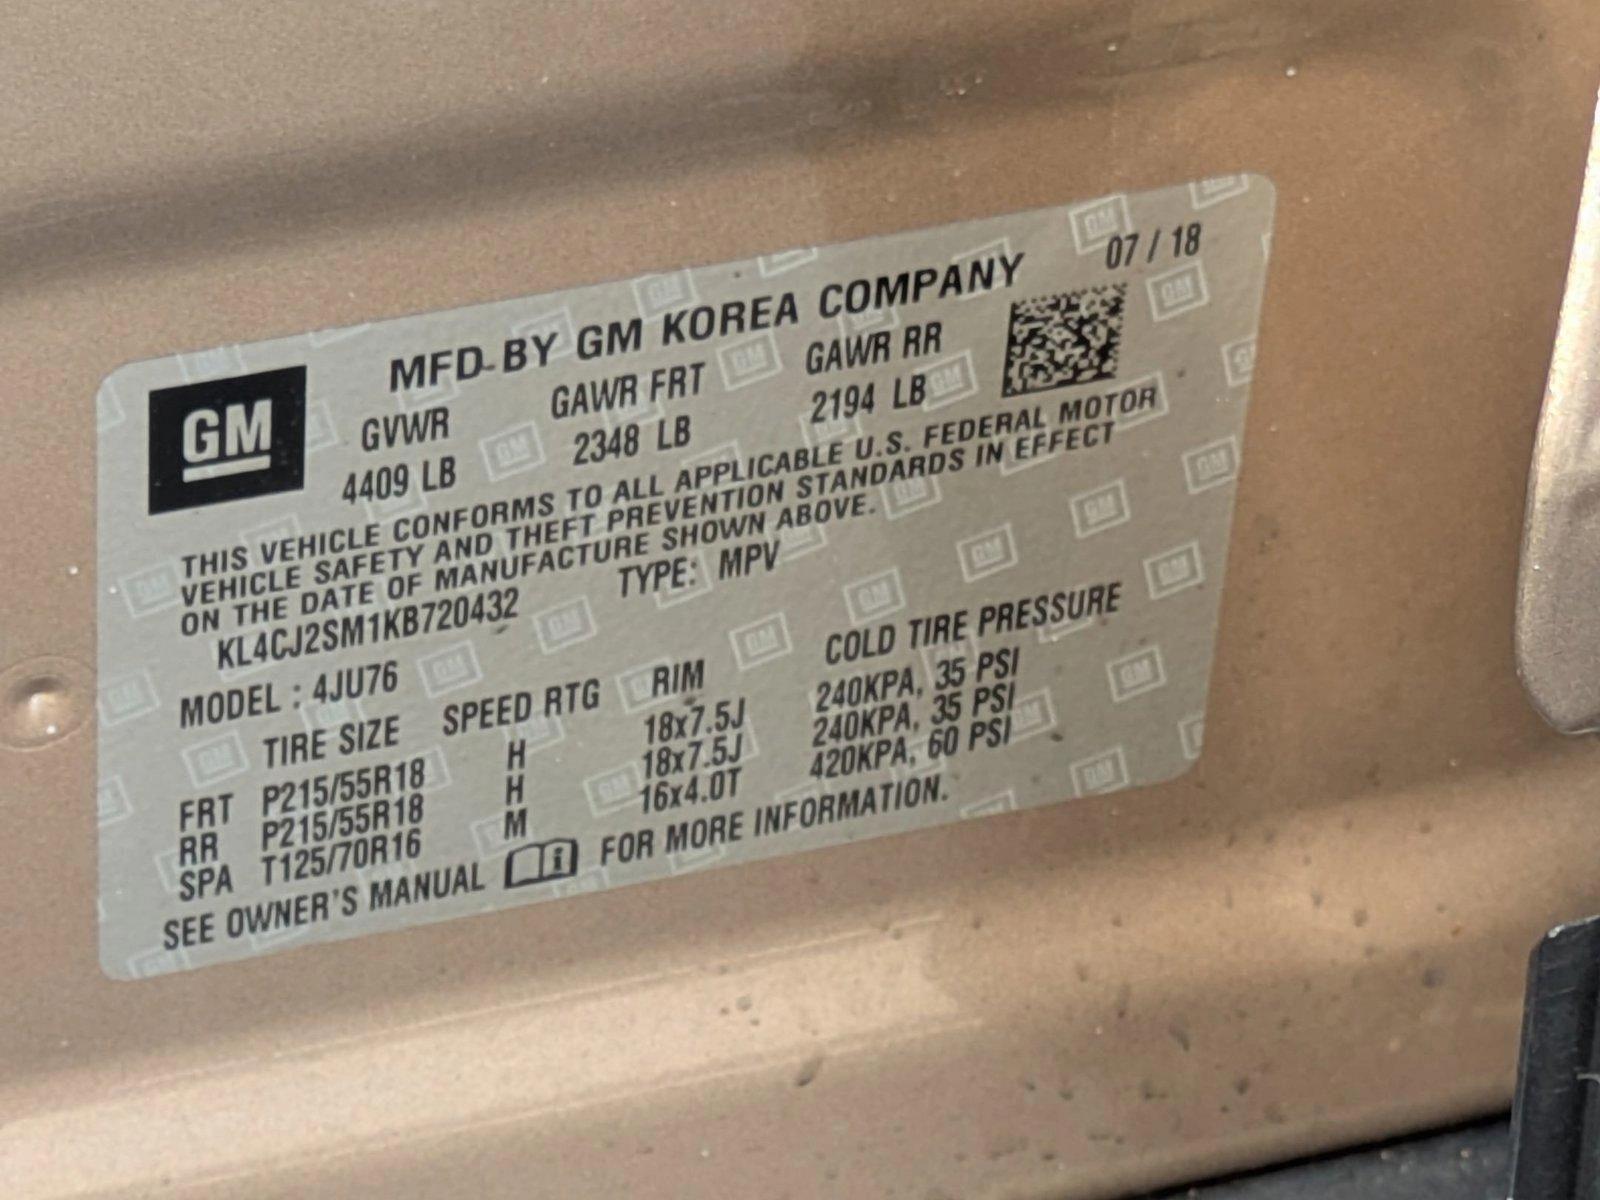 MFD. BY GM KOREA COMPANY 07 / 18
GM
GVWR GAWR FRT GAWR RR
4409 LB 2348 LB 2194 LB
THIS VEHICLE CONFORMS TO ALL APPLICABLE U.S. FEDERAL MOTOR
VEHICLE SAFETY AND THEFT PREVENTION STANDARDS IN EFFECT
ON THE DATE OF MANUFACTURE SHOWN ABOVE.
KL4CJ2SM1KB720432 TYPE: MPV
MODEL : 4JU76
TIRE SIZE SPEED RTG RIM COLD TIRE PRESSURE
FRT P215/55R18 H 18x7.5J 240KPA, 35 PSI
RR P215/55R18 H 18x7.5J 240KPA, 35 PSI
SPA T125/70R16 M 16x4.0T 420KPA, 60 PSI
SEE OWNER'S MANUAL FOR MORE INFORMATION.